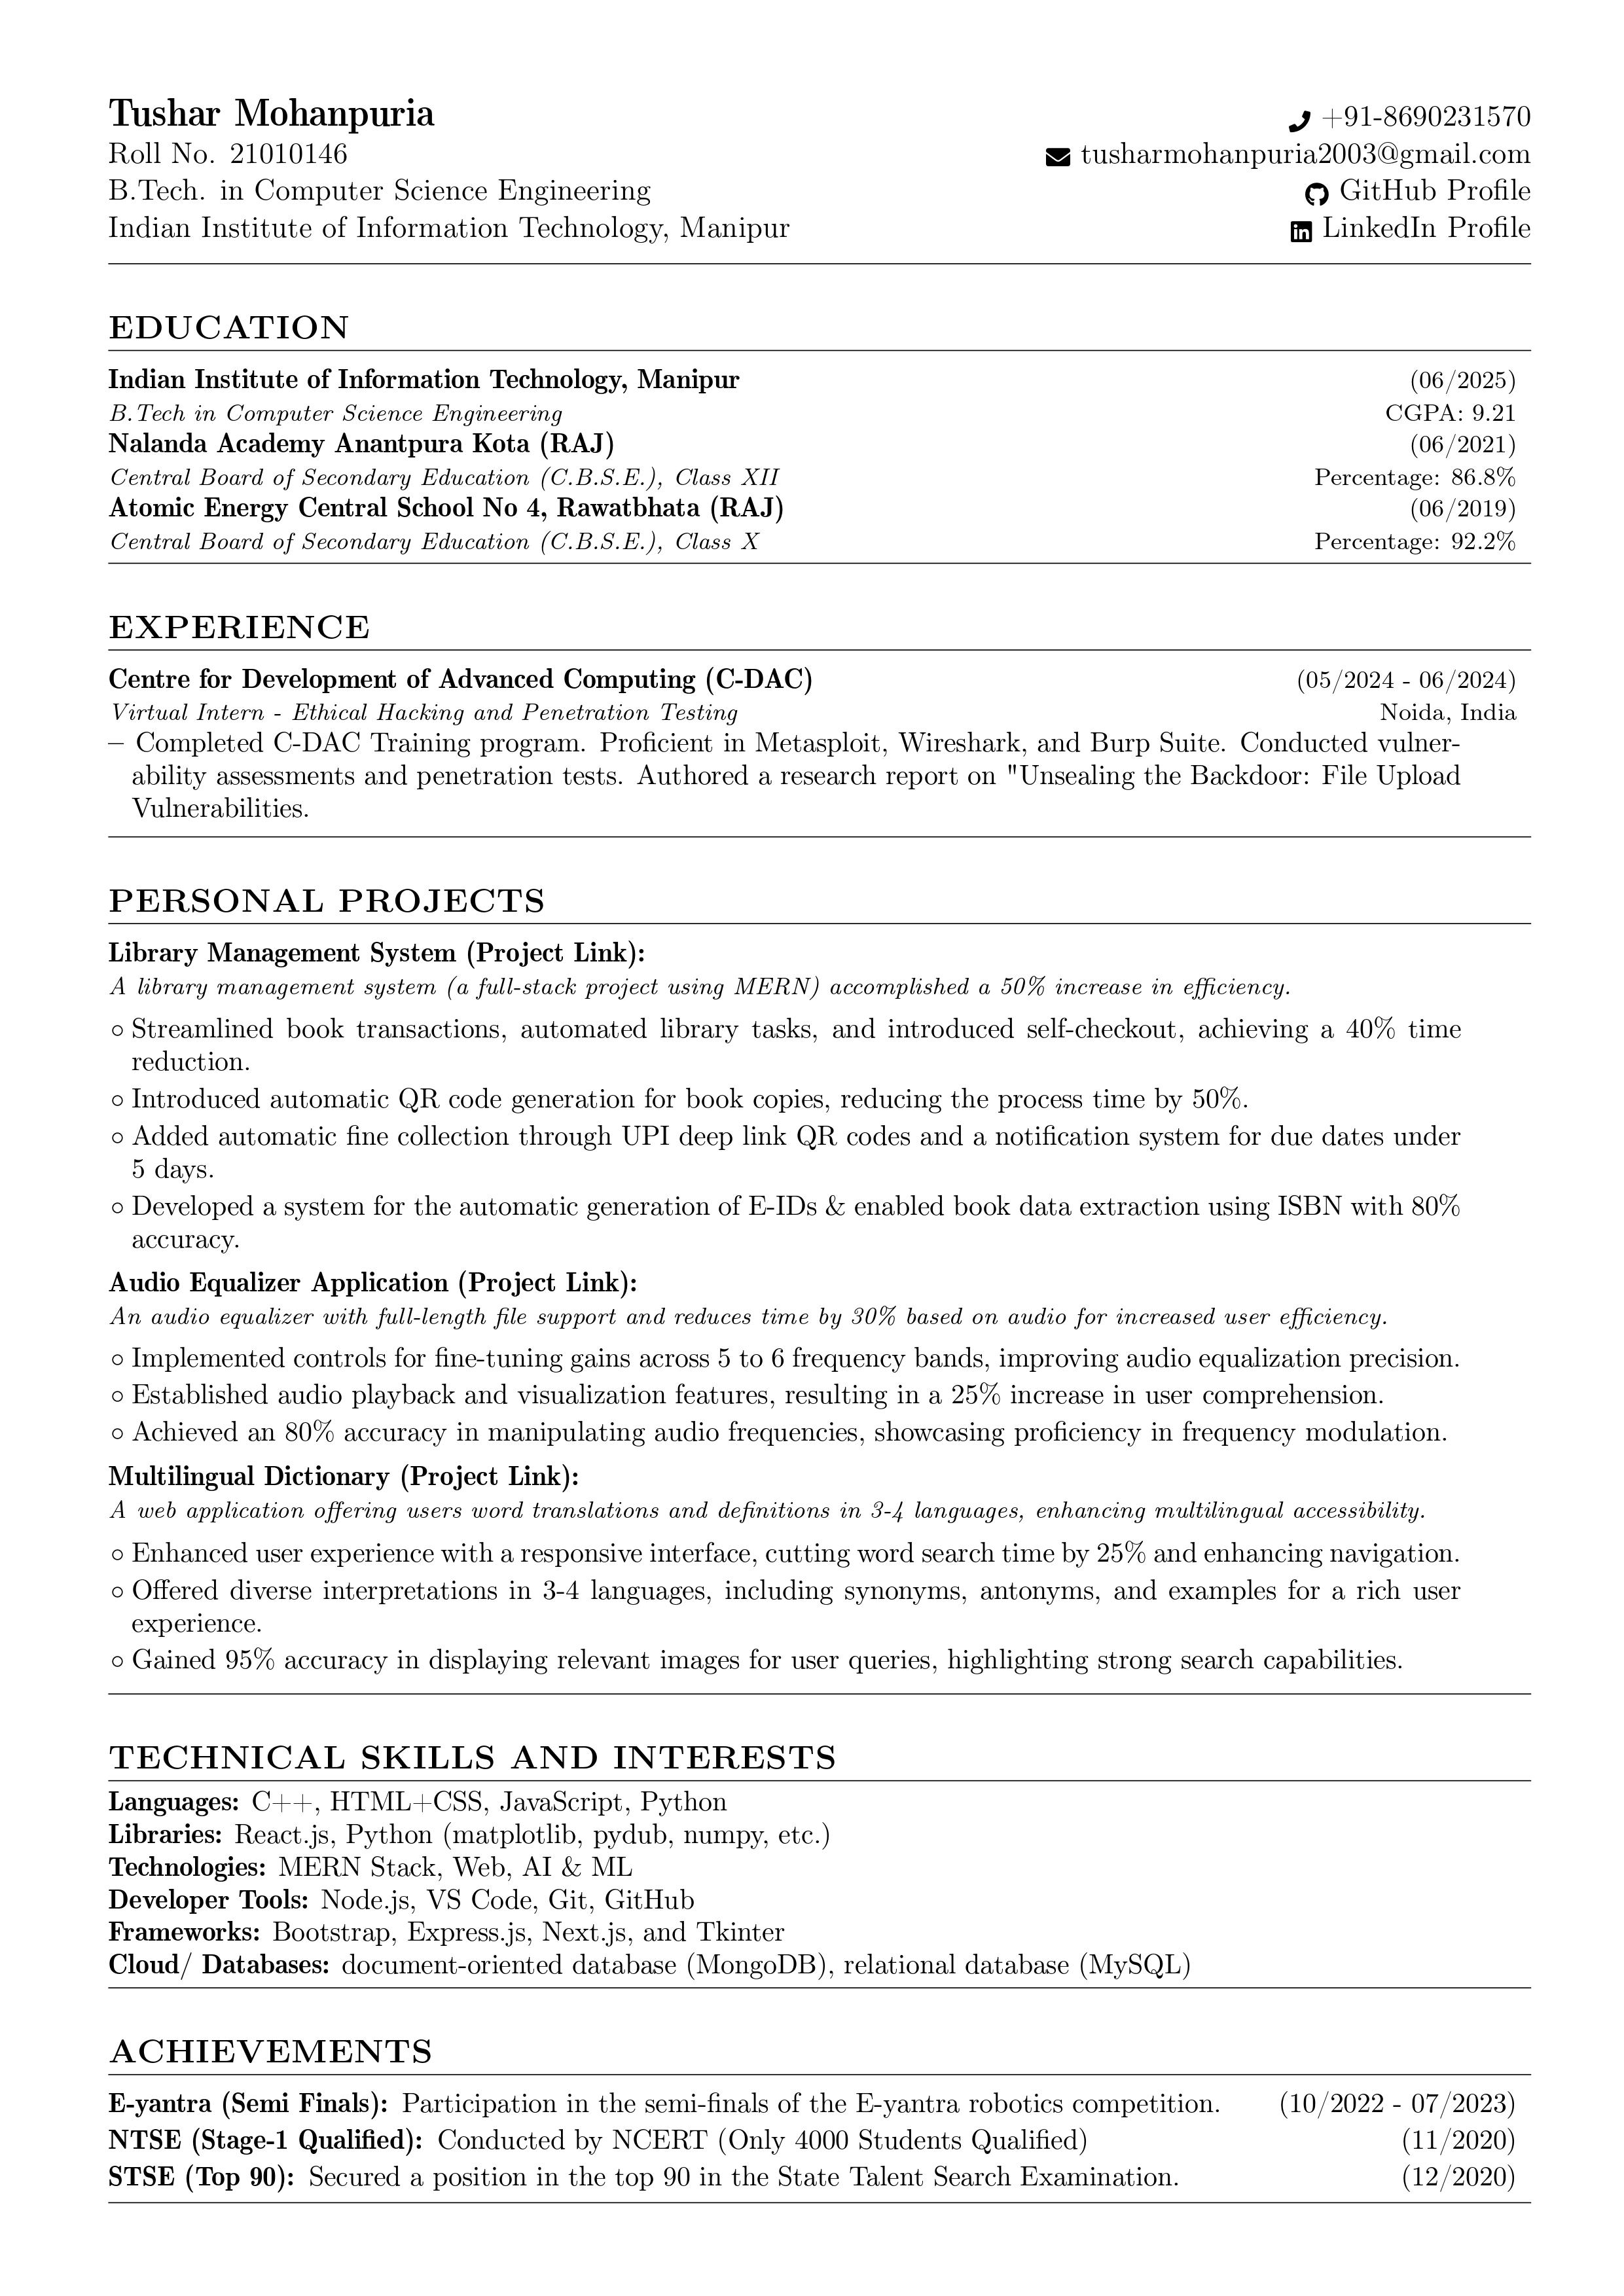 Tushar Mohanpuria
Roll No. 21010146
B.Tech. in Computer Science Engineering
Indian Institute of Information Technology, Manipur
+91-8690231570
tusharmohanpuria2003@gmail.com
GitHub Profile
LinkedIn Profile
EDUCATION
Indian Institute of Information Technology, Manipur (06/2025)
B.Tech in Computer Science Engineering CGPA: 9.21
Nalanda Academy Anantpura Kota (RAJ) (06/2021)
Central Board of Secondary Education (C.B.S.E.), Class XII Percentage: 86.8%
Atomic Energy Central School No 4, Rawatbhata (RAJ) (06/2019)
Central Board of Secondary Education (C.B.S.E.), Class X Percentage: 92.2%
EXPERIENCE
Centre for Development of Advanced Computing (C-DAC) (05/2024 - 06/2024)
Virtual Intern - Ethical Hacking and Penetration Testing Noida, India
– Completed C-DAC Training program. Proficient in Metasploit, Wireshark, and Burp Suite. Conducted vulner-
ability assessments and penetration tests. Authored a research report on "Unsealing the Backdoor: File Upload
Vulnerabilities.
PERSONAL PROJECTS
Library Management System (Project Link):
A library management system (a full-stack project using MERN) accomplished a 50% increase in efficiency.
○ Streamlined book transactions, automated library tasks, and introduced self-checkout, achieving a 40% time
reduction.
○ Introduced automatic QR code generation for book copies, reducing the process time by 50%.
○ Added automatic fine collection through UPI deep link QR codes and a notification system for due dates under
5 days.
○ Developed a system for the automatic generation of E-IDs & enabled book data extraction using ISBN with 80%
accuracy.
Audio Equalizer Application (Project Link):
An audio equalizer with full-length file support and reduces time by 30% based on audio for increased user efficiency.
○ Implemented controls for fine-tuning gains across 5 to 6 frequency bands, improving audio equalization precision.
○ Established audio playback and visualization features, resulting in a 25% increase in user comprehension.
○ Achieved an 80% accuracy in manipulating audio frequencies, showcasing proficiency in frequency modulation.
Multilingual Dictionary (Project Link):
A web application offering users word translations and definitions in 3-4 languages, enhancing multilingual accessibility.
○ Enhanced user experience with a responsive interface, cutting word search time by 25% and enhancing navigation.
○ Offered diverse interpretations in 3-4 languages, including synonyms, antonyms, and examples for a rich user
experience.
○ Gained 95% accuracy in displaying relevant images for user queries, highlighting strong search capabilities.
TECHNICAL SKILLS AND INTERESTS
Languages: C++, HTML+CSS, JavaScript, Python
Libraries: React.js, Python (matplotlib, pydub, numpy, etc.)
Technologies: MERN Stack, Web, AI & ML
Developer Tools: Node.js, VS Code, Git, GitHub
Frameworks: Bootstrap, Express.js, Next.js, and Tkinter
Cloud/ Databases: document-oriented database (MongoDB), relational database (MySQL)
ACHIEVEMENTS
E-yantra (Semi Finals): Participation in the semi-finals of the E-yantra robotics competition. (10/2022 - 07/2023)
NTSE (Stage-1 Qualified): Conducted by NCERT (Only 4000 Students Qualified) (11/2020)
STSE (Top 90): Secured a position in the top 90 in the State Talent Search Examination. (12/2020)